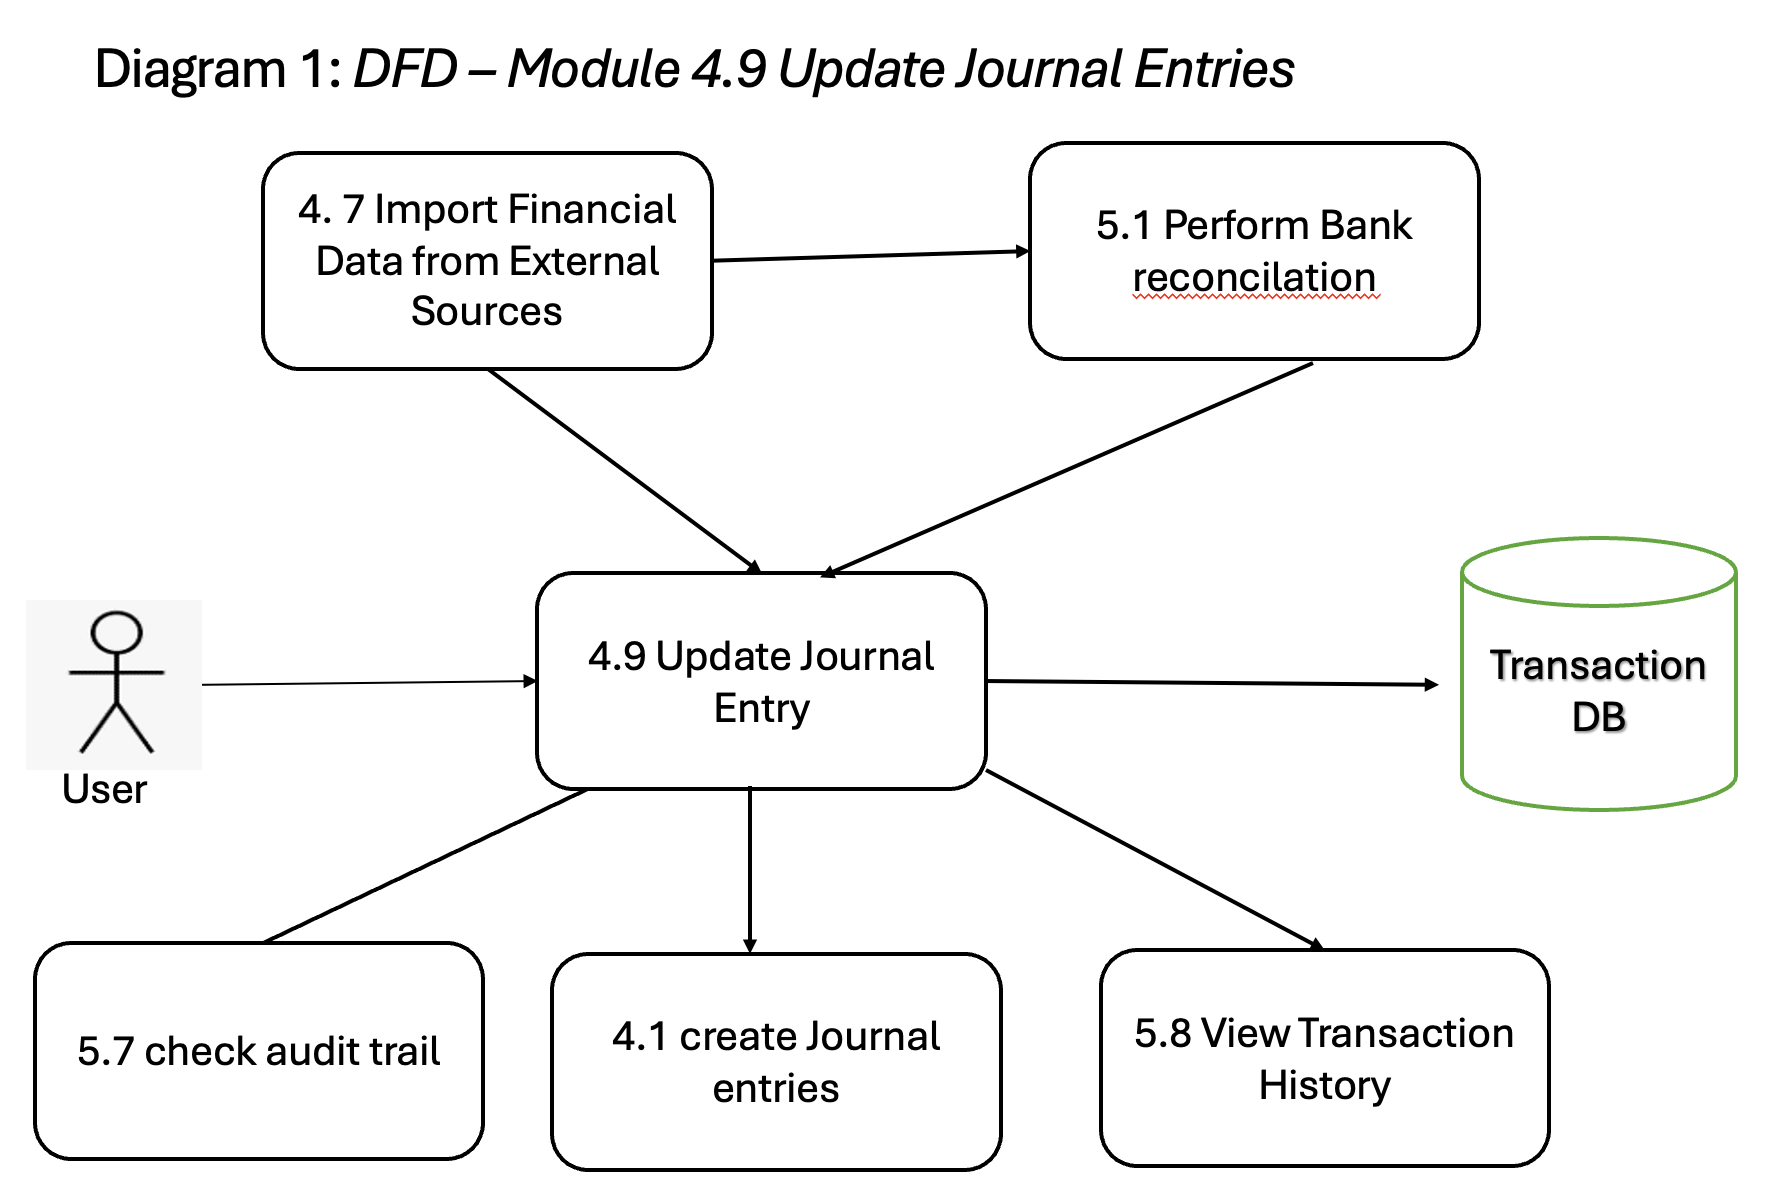 Diagram 1: DFD – Module 4.9 Update Journal Entries
4. 7 Import Financial
Data from External
Sources
5.1 Perform Bank
reconcilation
4.9 Update Journal
Entry
Transaction
DB
User
5.7 check audit trail
4.1 create Journal
entries
5.8 View Transaction
History